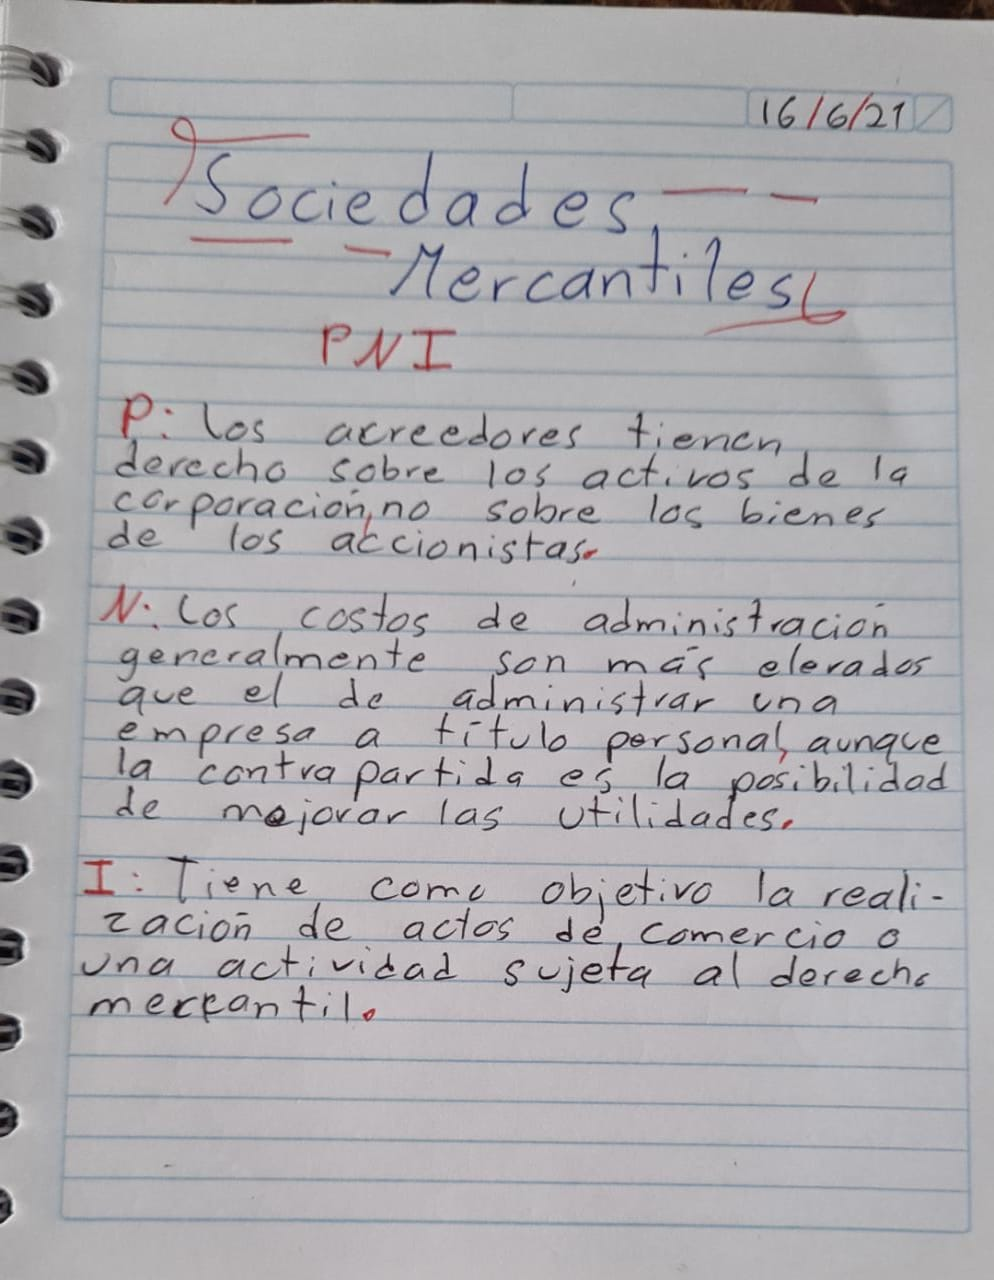 16/6/21
Sociedades
Mercantiles
PNI
P: Los acreedores tienen
derecho sobre los activos de la
corporación, no sobre los bienes
de los accionistas.
N: Los costos de administración
generalmente son más elevados
que el de administrar una
empresa a título personal, aunque
la contrapartida es la posibilidad
de mejorar las utilidades.
I: Tiene como objetivo la reali-
zación de actos de comercio o
una actividad sujeta al derecho
mercantil.